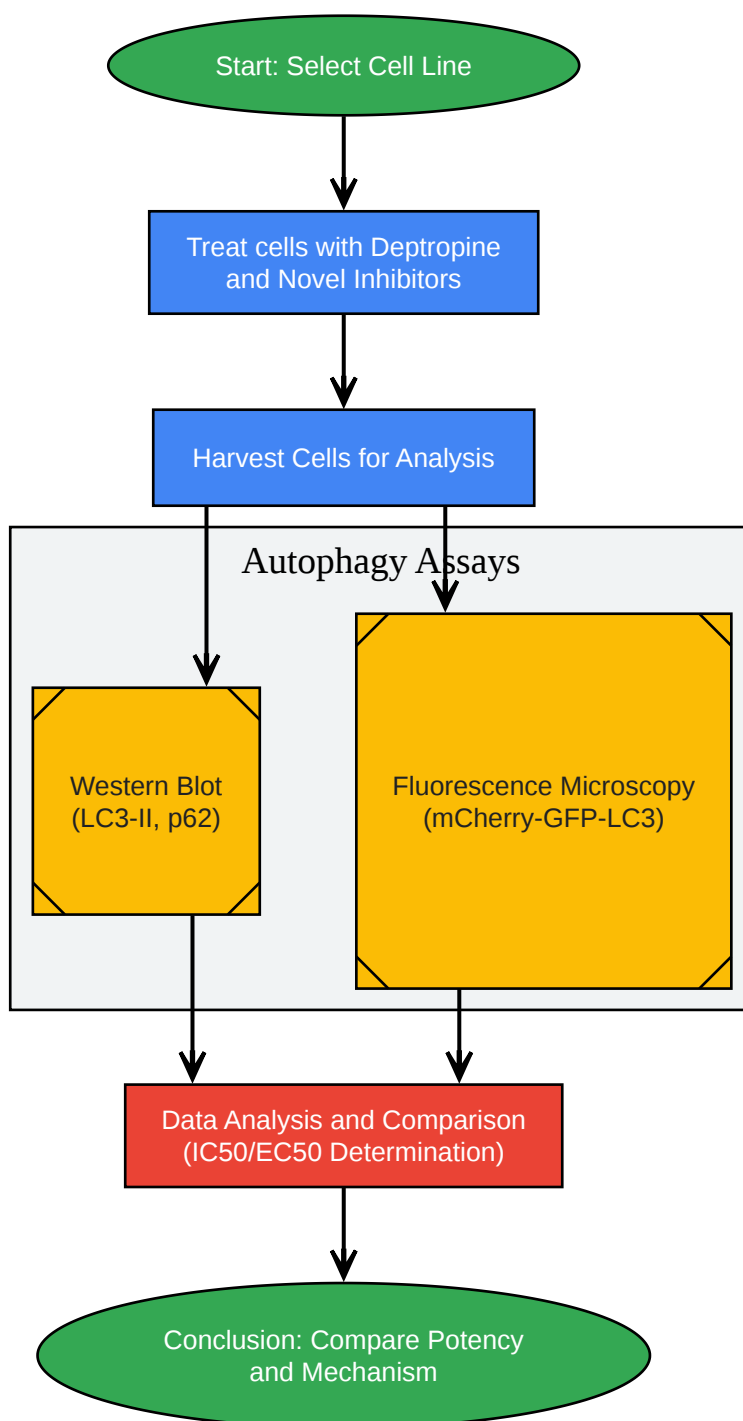 Start: Select Cell Line
Treat cells with Deptropine
and Novel Inhibitors
Harvest Cells for Analysis
Autophagy Assays
Western Blot
(LC3-II, p62)
Fluorescence Microscopy
(mCherry-GFP-LC3)
Data Analysis and Comparison
(IC50/EC50 Determination)
Conclusion: Compare Potency
and Mechanism